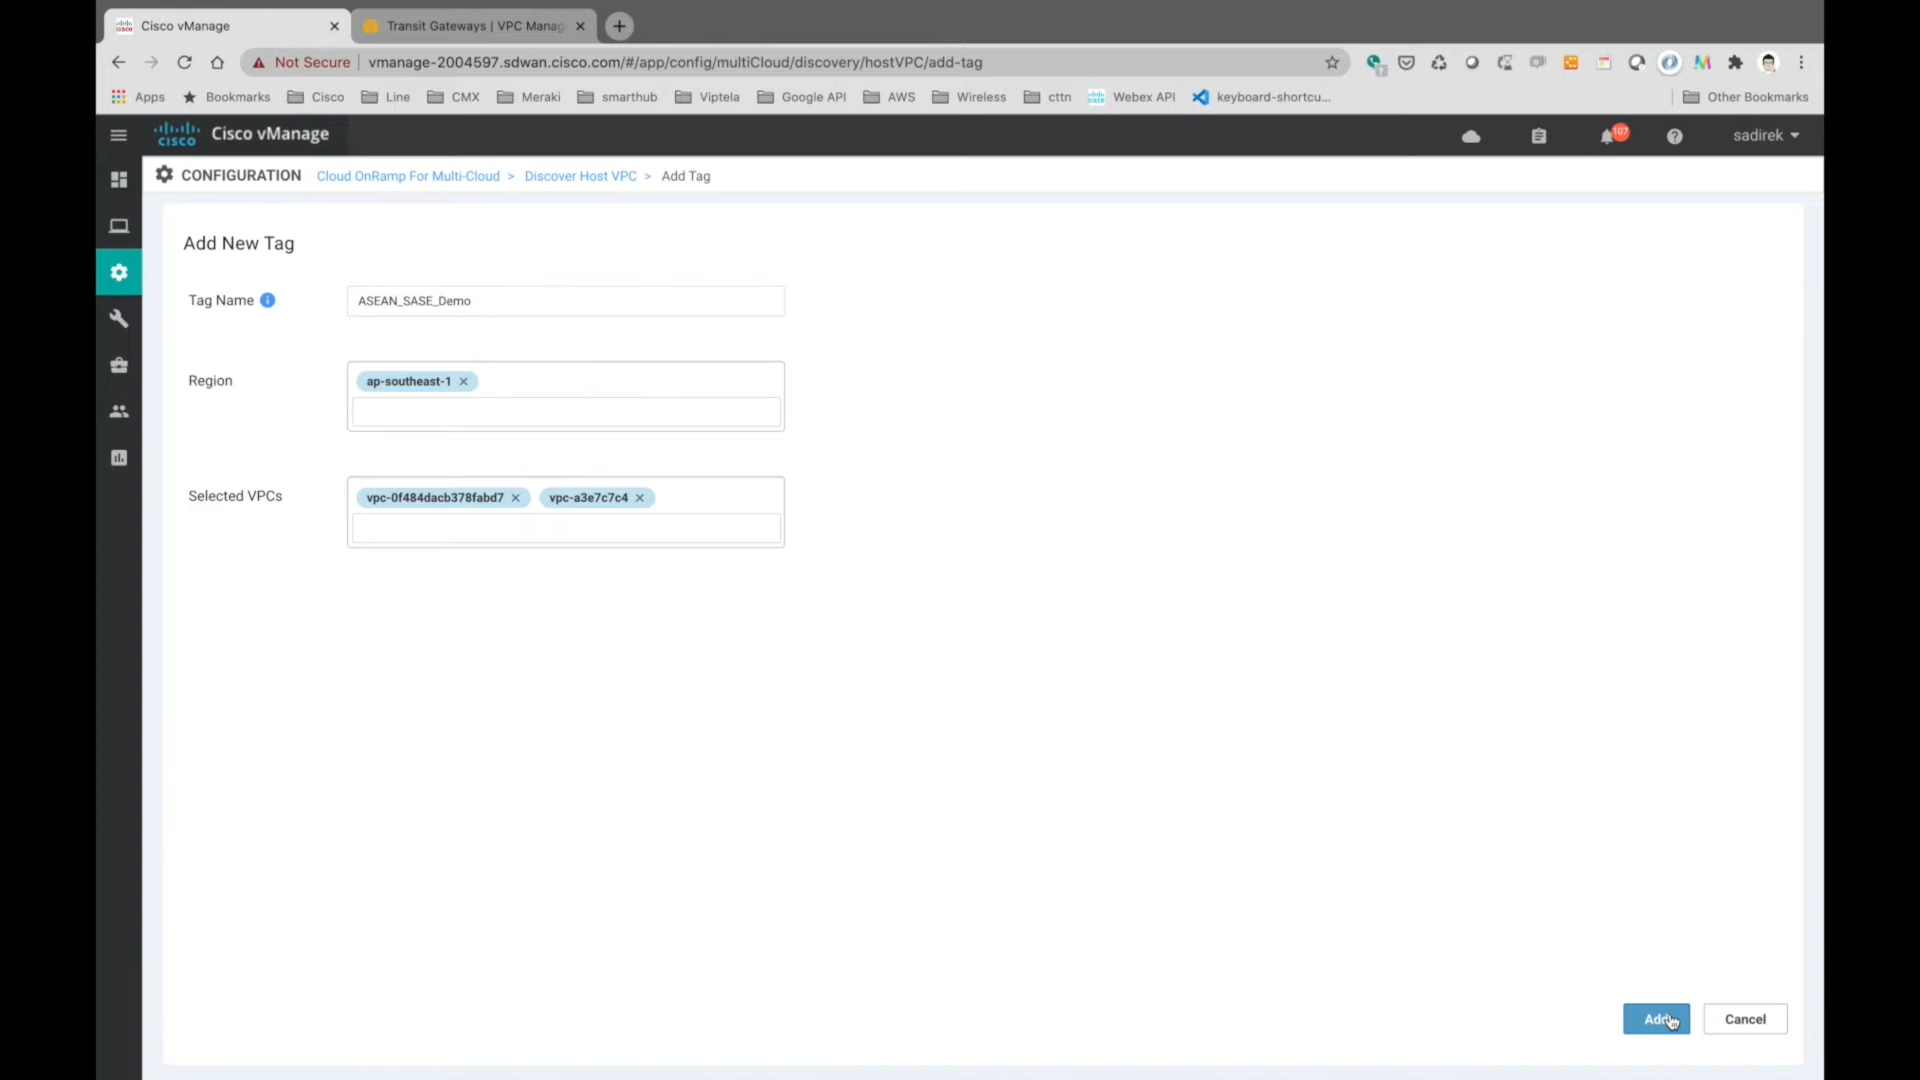 Cisco vManage
Transit Gateways | VPC Manag
Not Secure | vmanage-2004597.sdwan.cisco.com/#/app/config/multiCloud/discovery/hostVPC/add-tag
Apps Bookmarks Cisco Line CMX Meraki smarthub Viptela Google API AWS Wireless cttn Webex API keyboard-shortcu... Other Bookmarks
CISCO Cisco vManage 107 sadirek
CONFIGURATION Cloud OnRamp For Multi-Cloud > Discover Host VPC > Add Tag
Add New Tag
Tag Name ASEAN_SASE_Demo
Region ap-southeast-1
Selected VPCs vpc-0f484dacb378fabd7 vpc-a3e7c7c4
Add Cancel